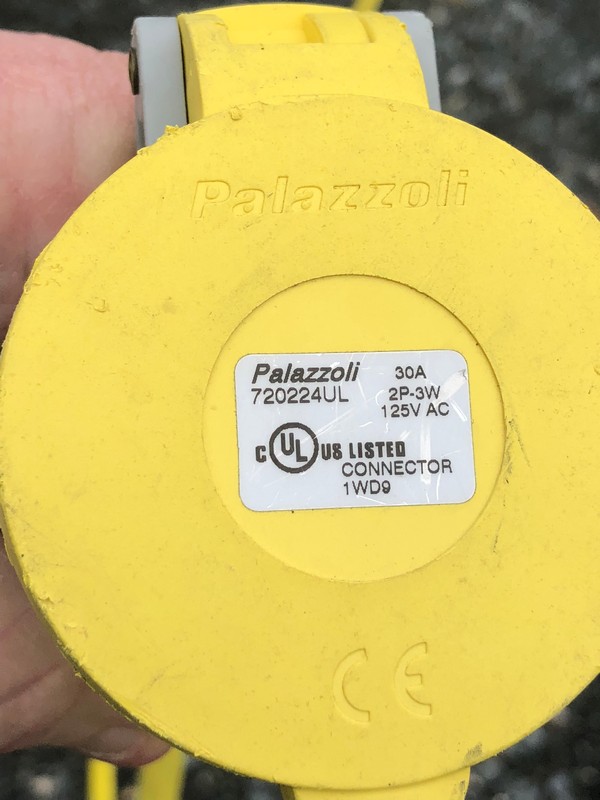 Palazzoli
Palazzoli 30A
720224UL 2P-3W
125V AC
C UL US LISTED
CONNECTOR
1WD9
CE